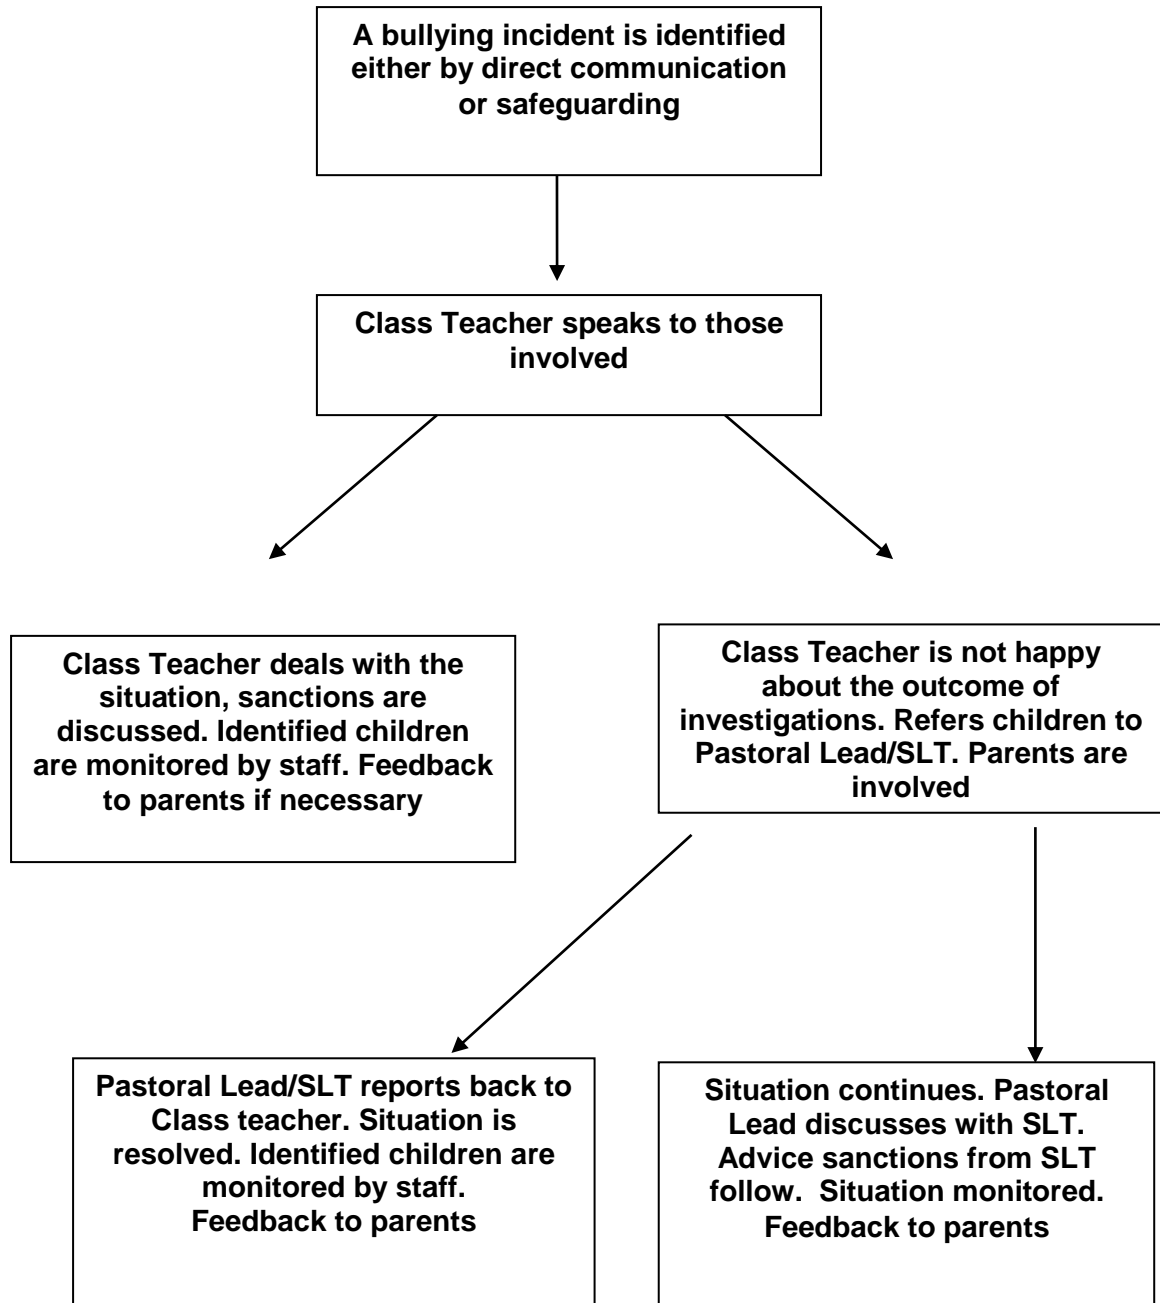 A bullying incident is identified
either by direct communication
or safeguarding
Class Teacher speaks to those
involved
Class Teacher deals with the
situation, sanctions are
discussed. Identified children
are monitored by staff. Feedback
to parents if necessary
Class Teacher is not happy
about the outcome of
investigations. Refers children to
Pastoral Lead/SLT. Parents are
involved
Pastoral Lead/SLT reports back to
Class teacher. Situation is
resolved. Identified children are
monitored by staff.
Feedback to parents
Situation continues. Pastoral
Lead discusses with SLT.
Advice sanctions from SLT
follow.  Situation monitored.
Feedback to parents